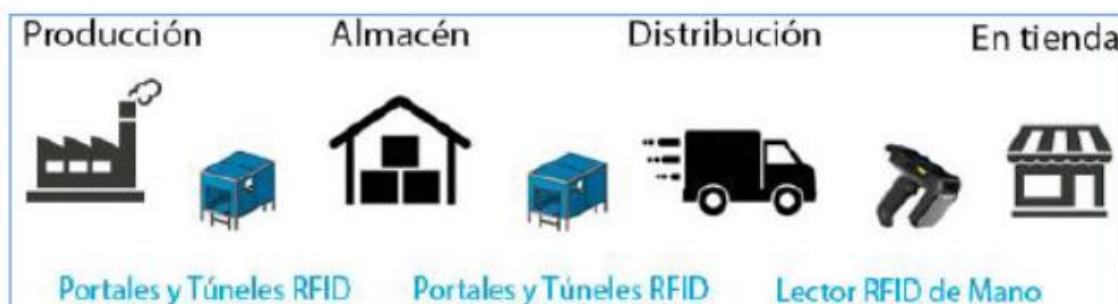 Producción Almacén Distribución En tienda
Portales y Túneles RFID Portales y Túneles RFID Lector RFID de Mano